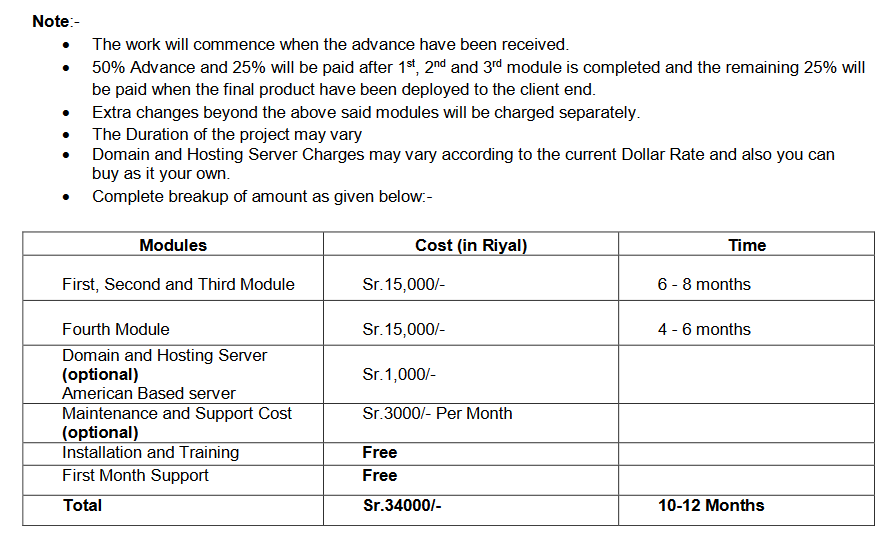 Note:-
• The work will commence when the advance have been received.
• 50% Advance and 25% will be paid after 1st, 2nd and 3rd module is completed and the remaining 25% will
be paid when the final product have been deployed to the client end.
• Extra changes beyond the above said modules will be charged separately.
• The Duration of the project may vary
• Domain and Hosting Server Charges may vary according to the current Dollar Rate and also you can
buy as it your own.
• Complete breakup of amount as given below:-
Modules Cost (in Riyal) Time
First, Second and Third Module Sr.15,000/- 6 - 8 months
Fourth Module Sr.15,000/- 4 - 6 months
Domain and Hosting Server
(optional) Sr.1,000/-
American Based server
Maintenance and Support Cost Sr.3000/- Per Month
(optional)
Installation and Training Free
First Month Support Free
Total Sr.34000/- 10-12 Months